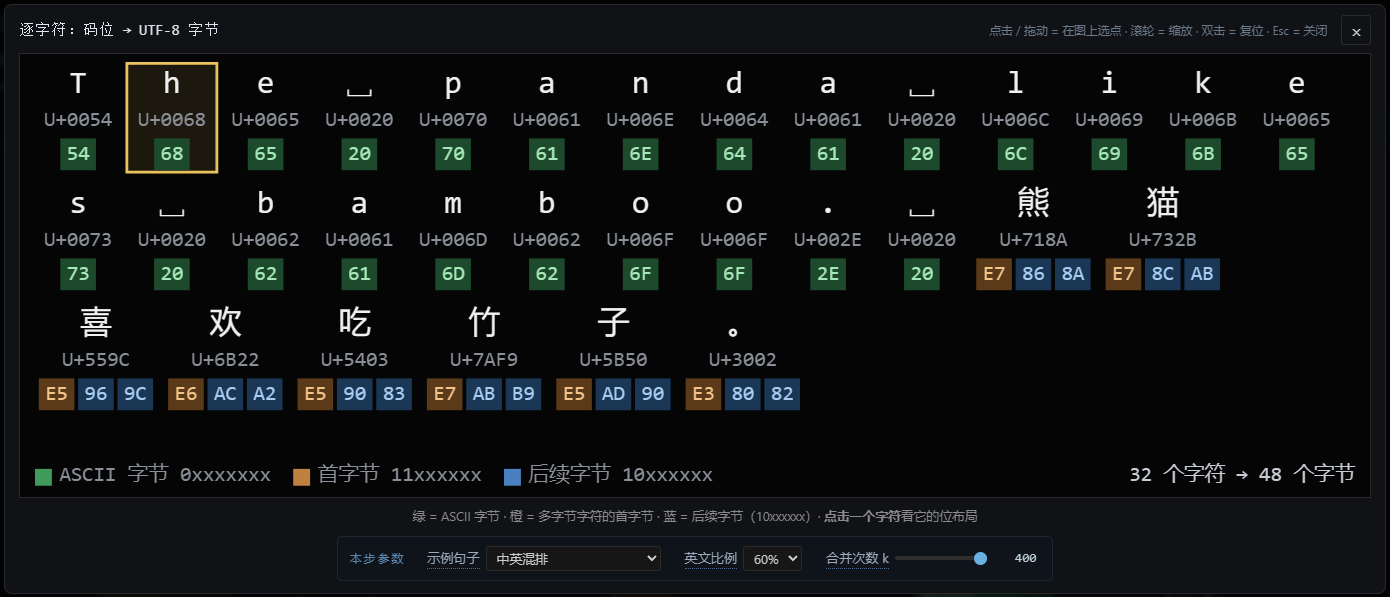 逐字符: 码位 → UTF-8 字节
点击 / 拖动 = 在图上选点 · 滚轮 = 缩放 · 双击 = 复位 · Esc = 关闭 ×
T h e ⎵ p a n d a ⎵ l i k e
U+0054 U+0068 U+0065 U+0020 U+0070 U+0061 U+006E U+0064 U+0061 U+0020 U+006C U+0069 U+006B U+0065
54 68 65 20 70 61 6E 64 61 20 6C 69 6B 65
s ⎵ b a m b o o . ⎵ 熊 猫
U+0073 U+0020 U+0062 U+0061 U+006D U+0062 U+006F U+006F U+002E U+0020 U+718A U+732B
73 20 62 61 6D 62 6F 6F 2E 20 E7 86 8A E7 8C AB
喜 欢 吃 竹 子 。
U+559C U+6B22 U+5403 U+7AF9 U+5B50 U+3002
E5 96 9C E6 AC A2 E5 90 83 E7 AB B9 E5 AD 90 E3 80 82
ASCII 字节 0xxxxxxx 首字节 11xxxxxx 后续字节 10xxxxxx 32 个字符 → 48 个字节
绿 = ASCII 字节 · 橙 = 多字节字符的首字节 · 蓝 = 后续字节（10xxxxxx）· 点击一个字符看它的位布局
本步参数 示例句子 中英混排 英文比例 60% 合并次数 k 400